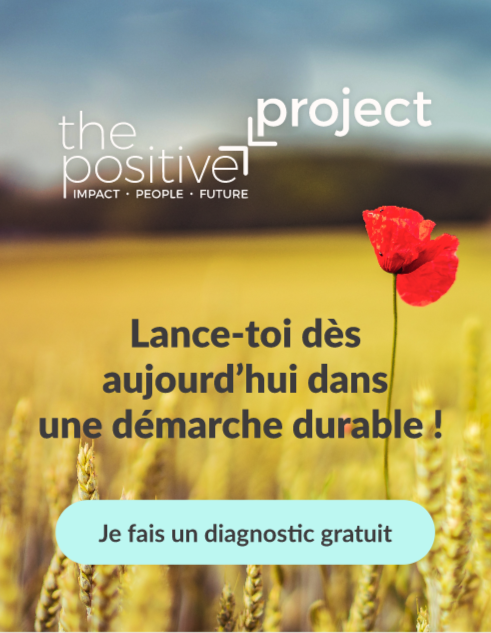 the
positive
project
IMPACT · PEOPLE · FUTURE
Lance-toi dès
aujourd’hui dans
une démarche durable !
Je fais un diagnostic gratuit